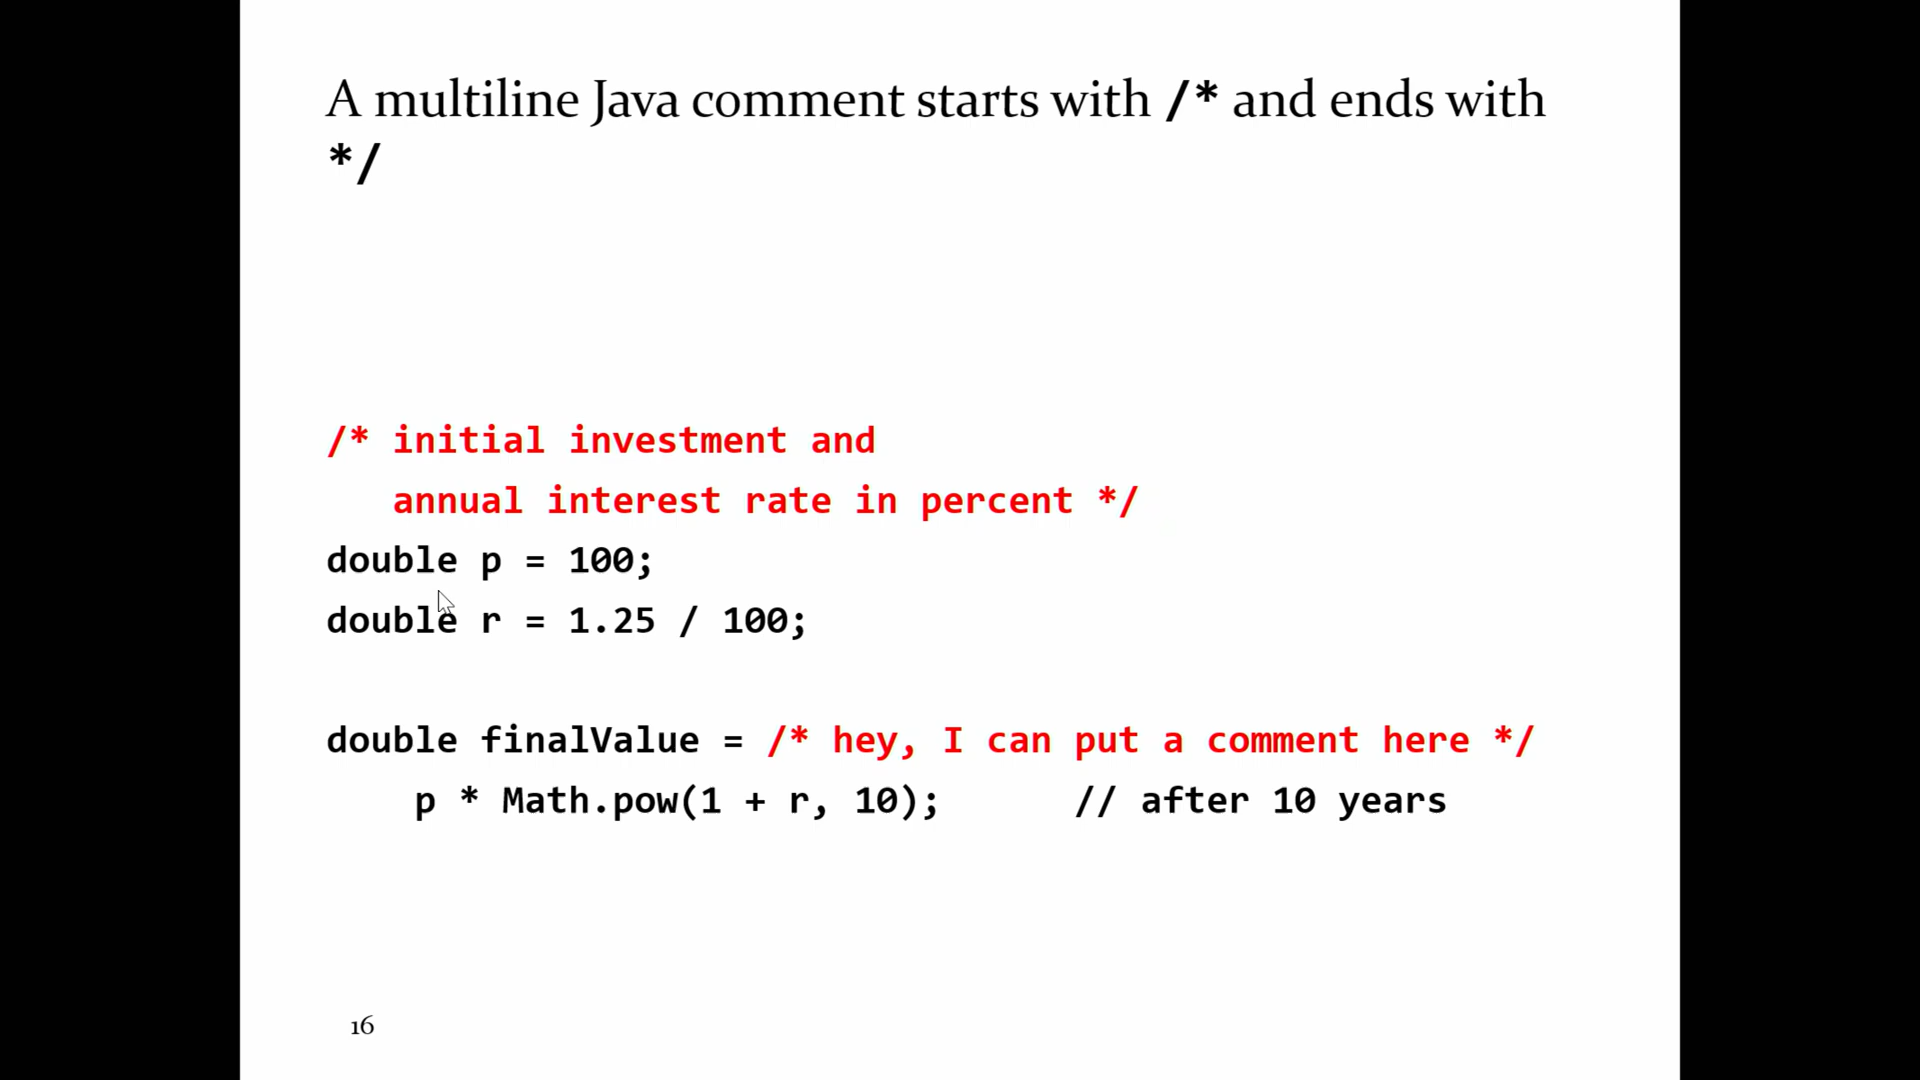 A multiline Java comment starts with /* and ends with
*/
/* initial investment and
   annual interest rate in percent */
double p = 100;
double r = 1.25 / 100;
double finalValue = /* hey, I can put a comment here */
    p * Math.pow(1 + r, 10);      // after 10 years
16